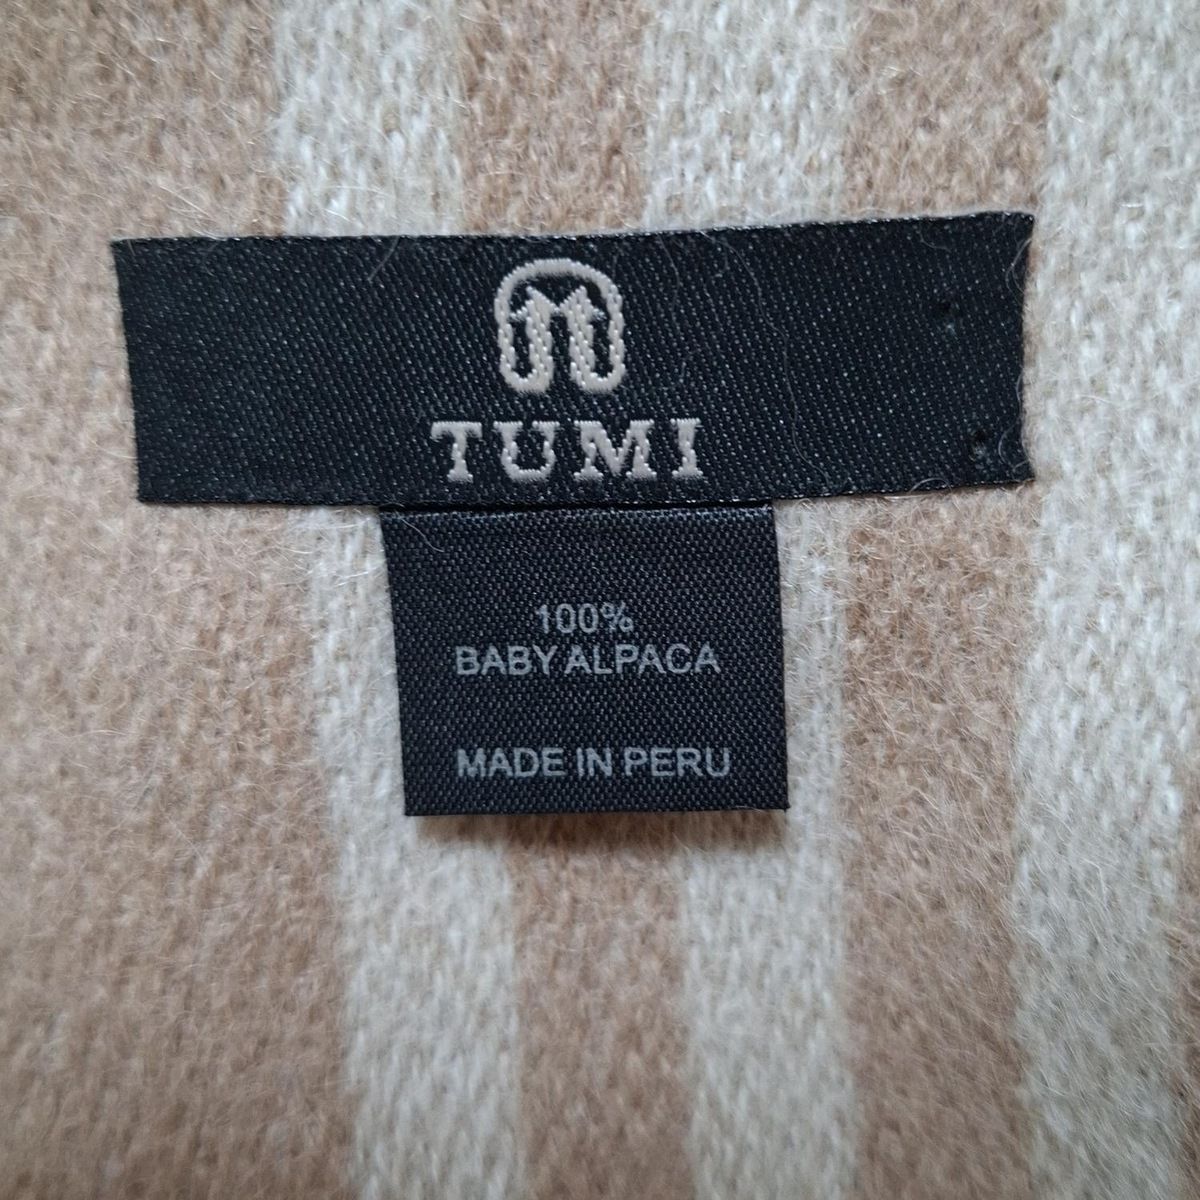 TUMI
100%
BABY ALPACA
MADE IN PERU